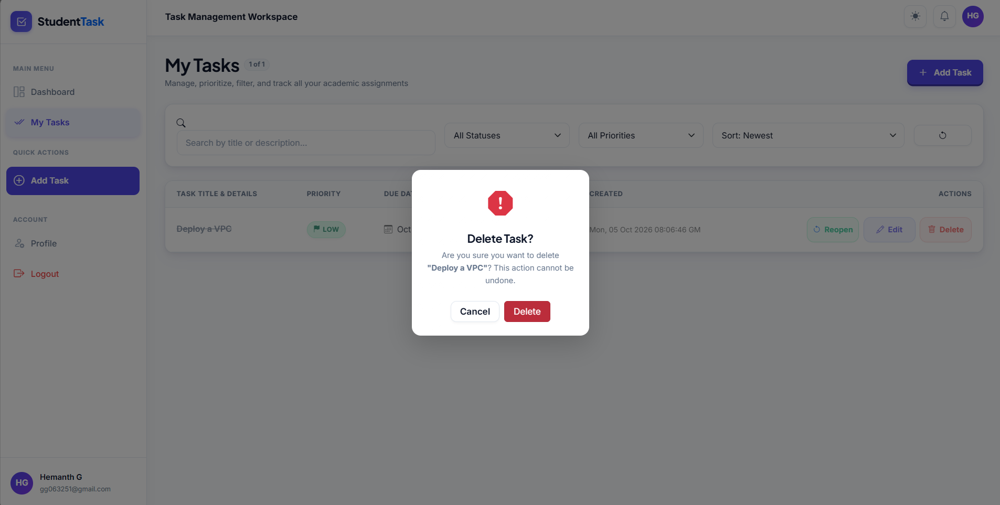 StudentTask
Task Management Workspace
HG
MAIN MENU
Dashboard
My Tasks
QUICK ACTIONS
Add Task
ACCOUNT
Profile
Logout
HG
Hemanth G
gg063251@gmail.com
My Tasks 1 of 1
Manage, prioritize, filter, and track all your academic assignments
+ Add Task
Search by title or description...
All Statuses
All Priorities
Sort: Newest
TASK TITLE & DETAILS PRIORITY DUE DA CREATED ACTIONS
Deploy a VPC LOW Oct Mon, 05 Oct 2026 08:06:46 GM Reopen Edit Delete
Delete Task?
Are you sure you want to delete
"Deploy a VPC"? This action cannot be
undone.
Cancel Delete